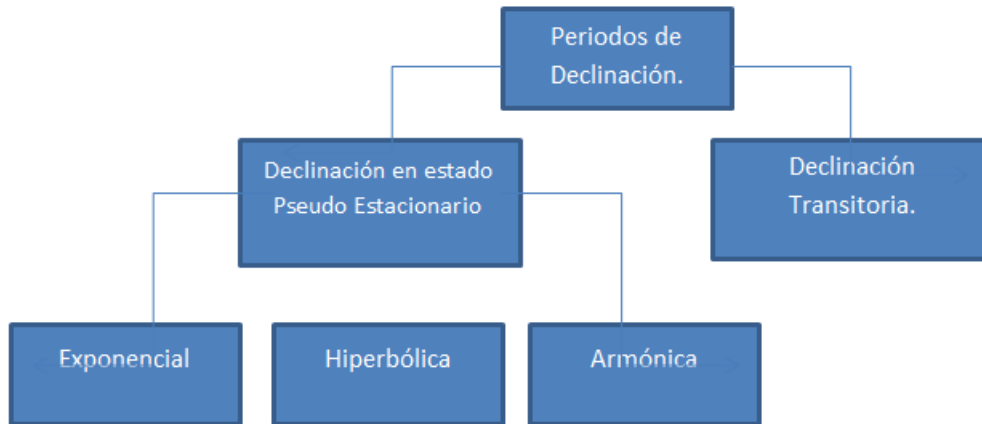 Periodos de
Declinación.
Declinación en estado
Pseudo Estacionario
Declinación
Transitoria.
Exponencial
Hiperbólica
Armónica